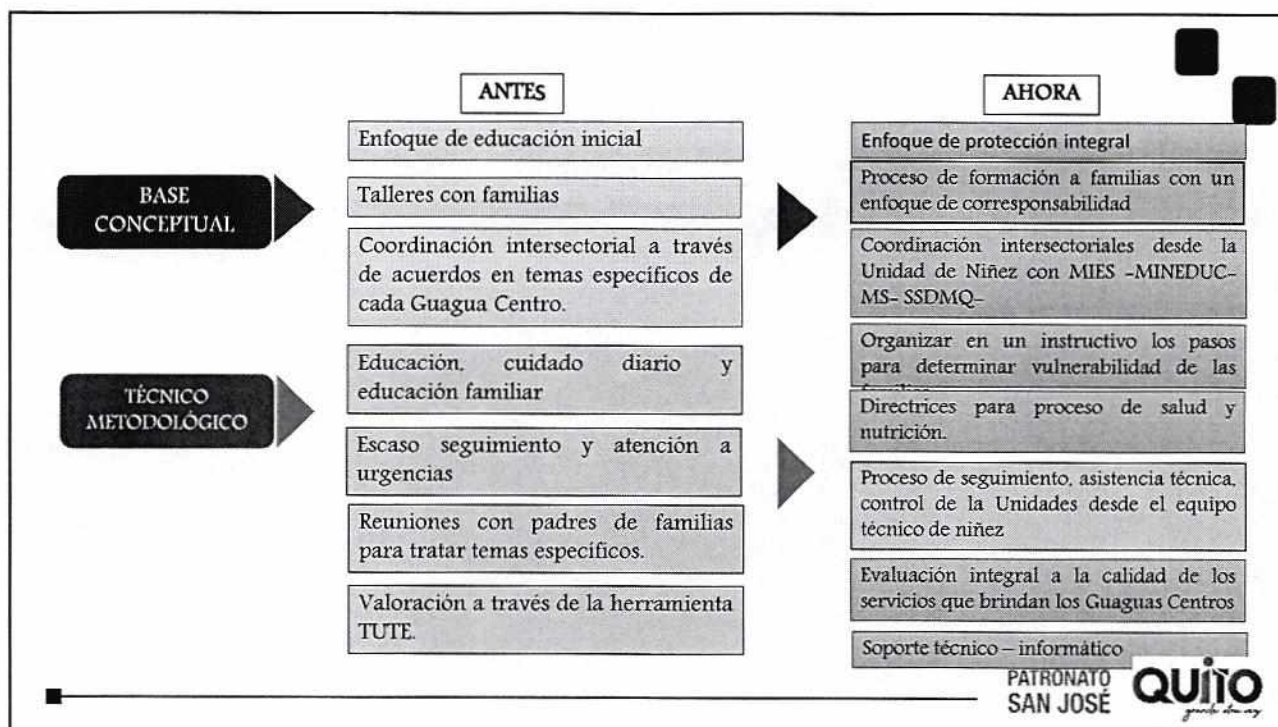 ANTES
AHORA
BASE
CONCEPTUAL
Enfoque de educación inicial
Talleres con familias
Coordinación intersectorial a través
de acuerdos en temas específicos de
cada Guagua Centro.
Enfoque de protección integral
Proceso de formación a familias con un
enfoque de corresponsabilidad
Coordinación intersectoriales desde la
Unidad de Niñez con MIES -MINEDUC-
MS- SSDMQ-
TÉCNICO
METODOLÓGICO
Educación, cuidado diario y
educación familiar
Escaso seguimiento y atención a
urgencias
Reuniones con padres de familias
para tratar temas específicos.
Valoración a través de la herramienta
TUTE.
Organizar en un instructivo los pasos
para determinar vulnerabilidad de las
Directrices para proceso de salud y
nutrición.
Proceso de seguimiento, asistencia técnica,
control de la Unidades desde el equipo
técnico de niñez
Evaluación integral a la calidad de los
servicios que brindan los Guaguas Centros
Soporte técnico – informático
PATRONATO
SAN JOSÉ
QUITO
grande otra vez